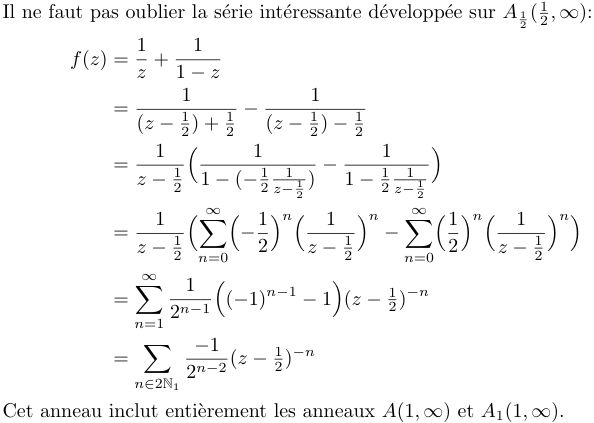 Il ne faut pas oublier la série intéressante développée sur $A_{\frac{1}{2}}(\frac{1}{2}, \infty)$:
$f(z) = \frac{1}{z} + \frac{1}{1-z}$
$= \frac{1}{(z-\frac{1}{2})+\frac{1}{2}} - \frac{1}{(z-\frac{1}{2})-\frac{1}{2}}$
$= \frac{1}{z-\frac{1}{2}}\Big(\frac{1}{1-(-\frac{1}{2}\frac{1}{z-\frac{1}{2}})} - \frac{1}{1-\frac{1}{2}\frac{1}{z-\frac{1}{2}}}\Big)$
$= \frac{1}{z-\frac{1}{2}}\Big(\sum_{n=0}^{\infty}\Big(-\frac{1}{2}\Big)^n\Big(\frac{1}{z-\frac{1}{2}}\Big)^n - \sum_{n=0}^{\infty}\Big(\frac{1}{2}\Big)^n\Big(\frac{1}{z-\frac{1}{2}}\Big)^n\Big)$
$= \sum_{n=1}^{\infty}\frac{1}{2^{n-1}}\Big((-1)^{n-1}-1\Big)(z-\frac{1}{2})^{-n}$
$= \sum_{n\in 2\mathbb{N}_1}\frac{-1}{2^{n-2}}(z-\frac{1}{2})^{-n}$
Cet anneau inclut entièrement les anneaux $A(1, \infty)$ et $A_1(1, \infty)$.